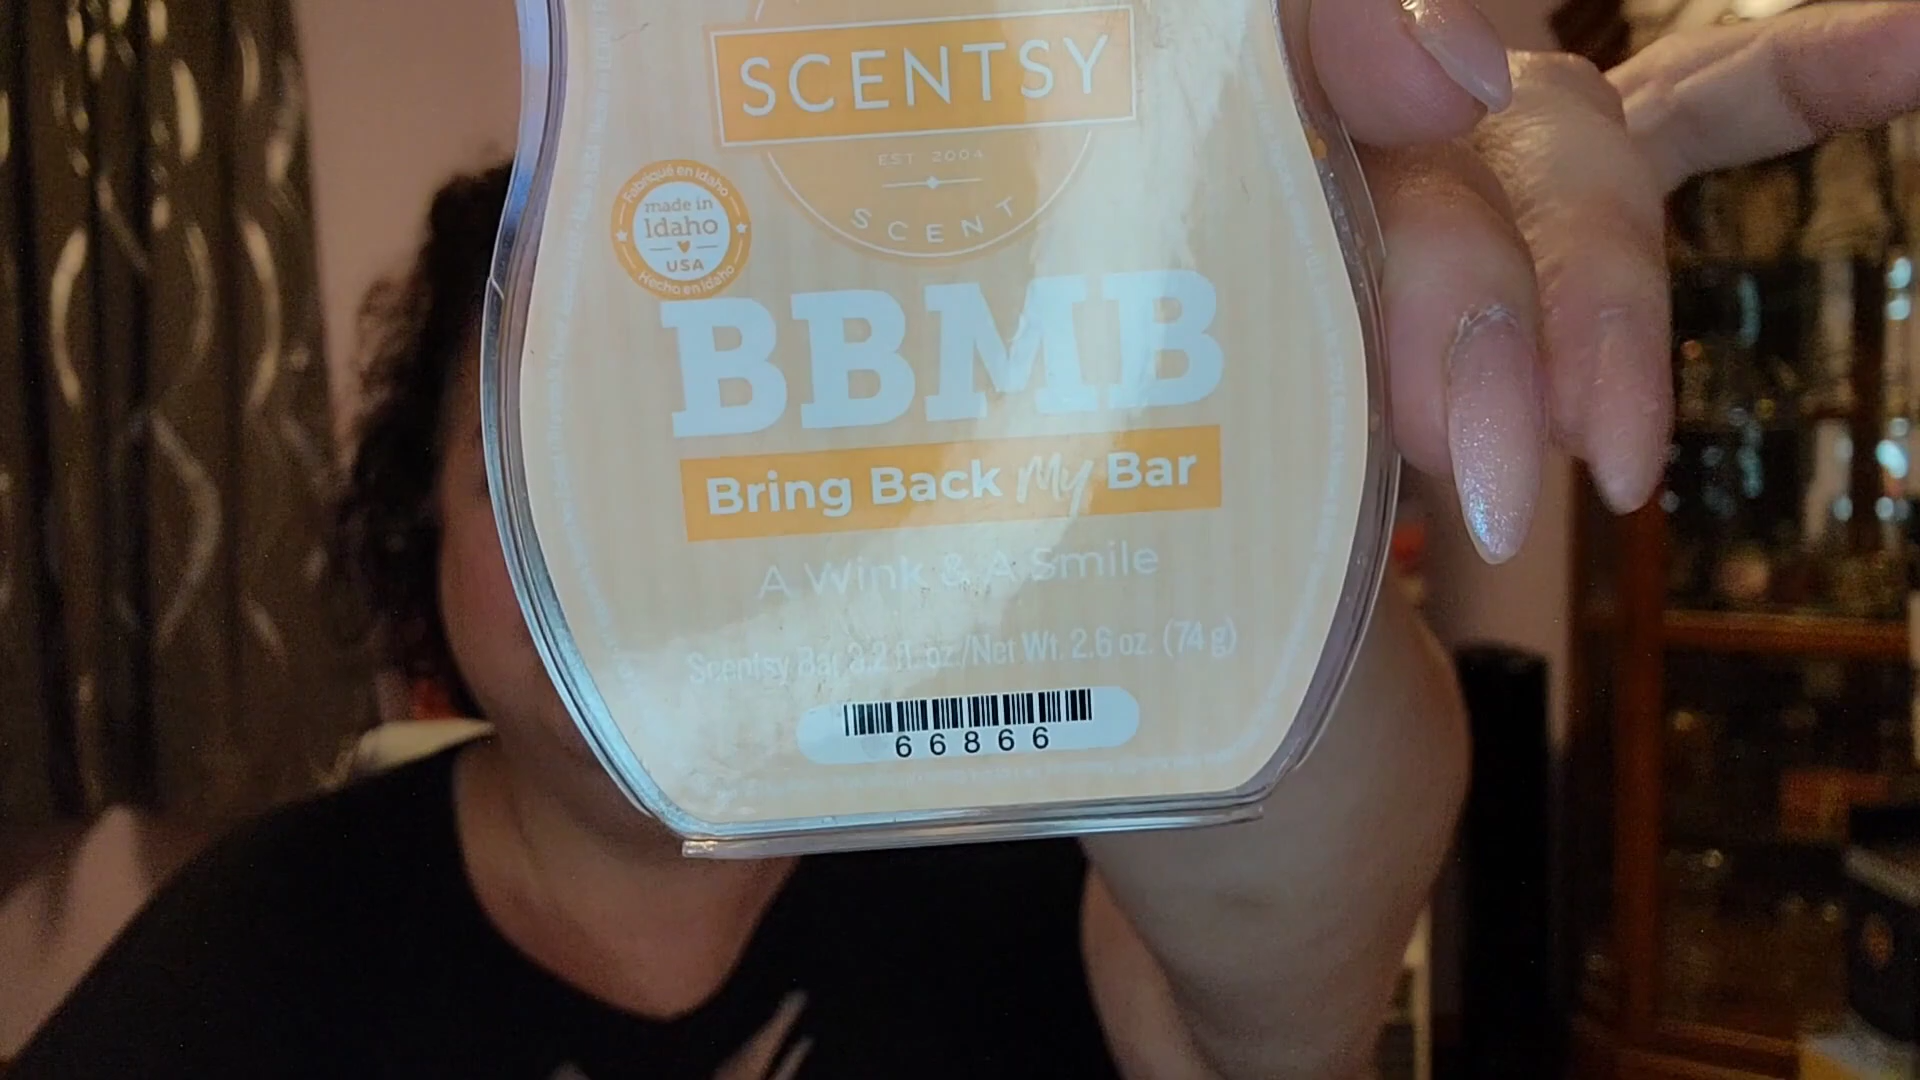 SCENTSY
EST 2004
SCENT
Fabriqué en Idaho
made in
Idaho
USA
Hecho en Idaho
BBMB
Bring Back My Bar
A Wink & A Smile
Scentsy Bar 3.2 fl. oz./Net Wt. 2.6 oz. (74 g)
66866